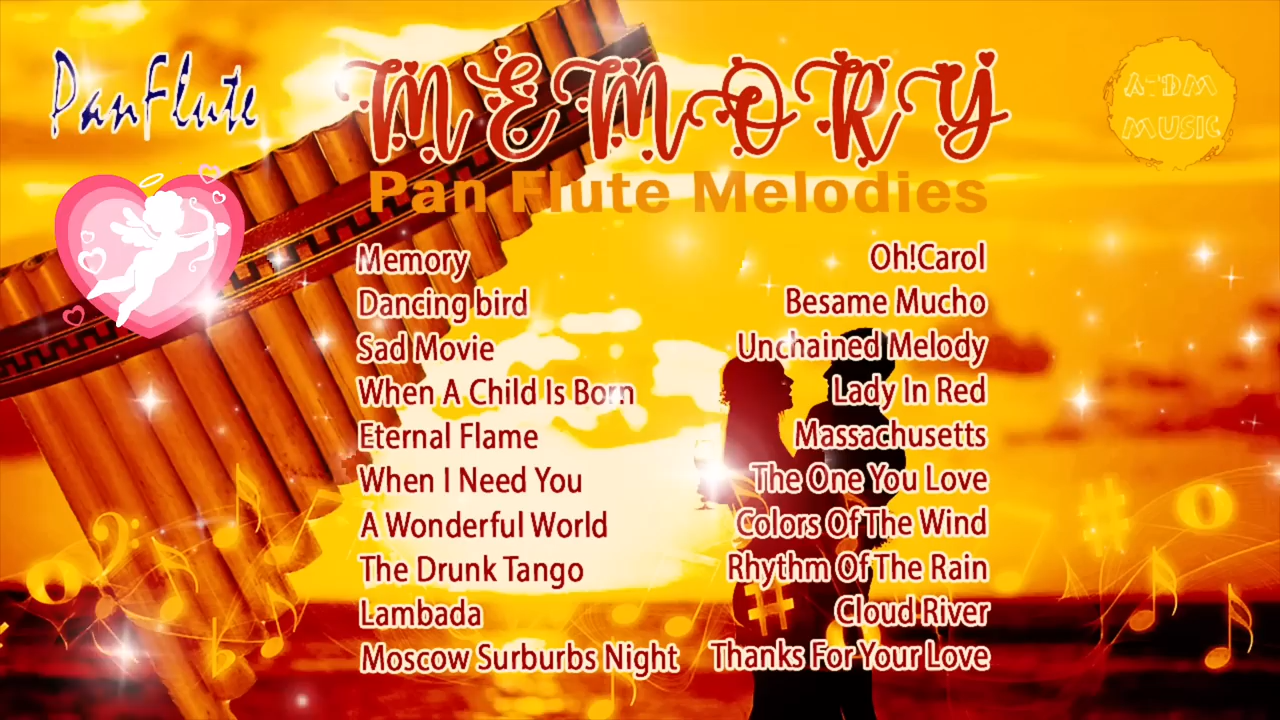 PanFlute
MEMORY
A-DM
MUSIC
Pan Flute Melodies
Memory
Dancing bird
Sad Movie
When A Child Is Born
Eternal Flame
When I Need You
A Wonderful World
The Drunk Tango
Lambada
Moscow Surburbs Night
Oh!Carol
Besame Mucho
Unchained Melody
Lady In Red
Massachusetts
The One You Love
Colors Of The Wind
Rhythm Of The Rain
Cloud River
Thanks For Your Love